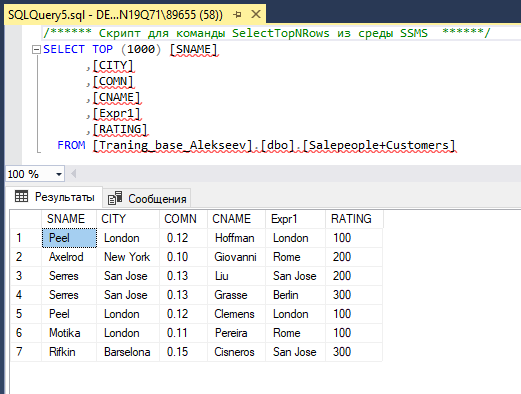 SQLQuery5.sql - DE...N19Q71\89655 (58))
/****** Скрипт для команды SelectTopNRows из среды SSMS ******/
SELECT TOP (1000) [SNAME]
,[CITY]
,[COMN]
,[CNAME]
,[Expr1]
,[RATING]
FROM [Traning_base_Alekseev].[dbo].[Salepeople+Customers]
100 %
Результаты Сообщения
SNAME CITY COMN CNAME Expr1 RATING
1 Peel London 0.12 Hoffman London 100
2 Axelrod New York 0.10 Giovanni Rome 200
3 Serres San Jose 0.13 Liu San Jose 200
4 Serres San Jose 0.13 Grasse Berlin 300
5 Peel London 0.12 Clemens London 100
6 Motika London 0.11 Pereira Rome 100
7 Rifkin Barselona 0.15 Cisneros San Jose 300